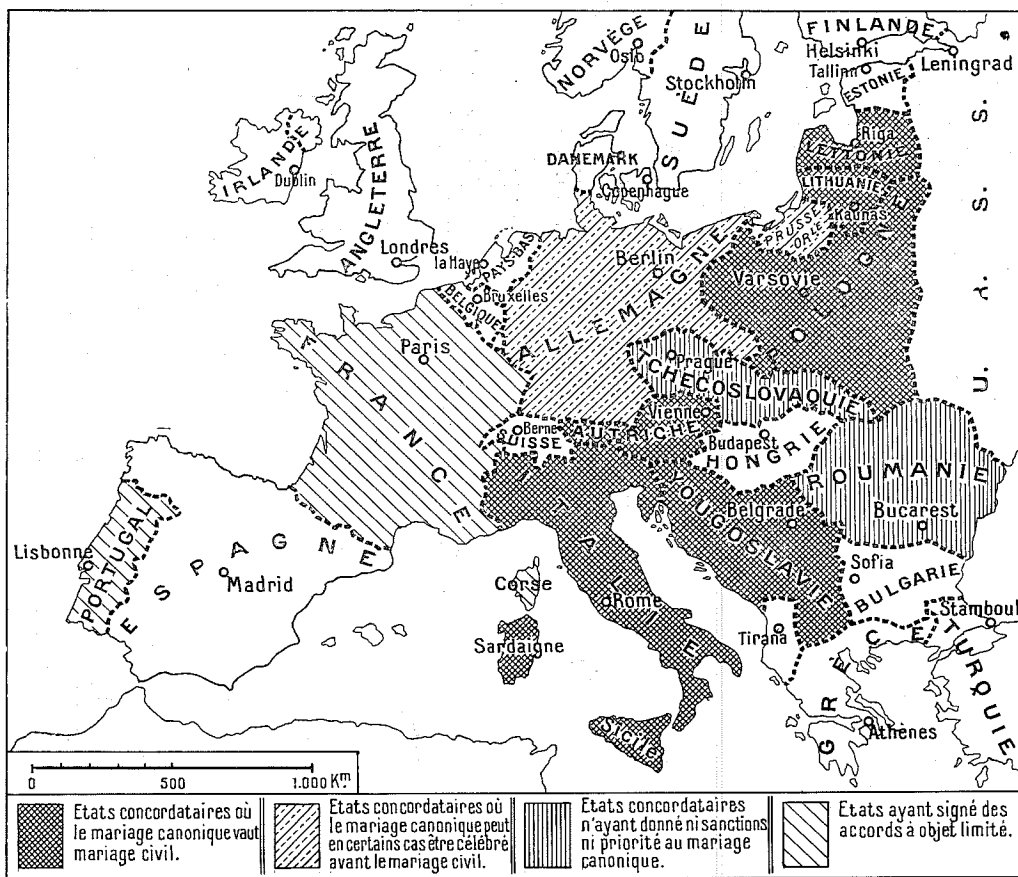 FINLANDE
NORVÈGE
Helsinki
Oslo
Leningrad
Tallinn
SUÉDE
Stockholm
ESTONIE
U. R. S. S.
Riga
LETTONIE
IRLANDE
Dublin
ANGLETERRE
DANEMARK
Copenhague
LITHUANIE
Kaunas
PRUSSE
ORLE
Londres
la Haye
PAYS-BAS
Berlin
ALLEMAGNE
Varsovie
POLOGNE
BELGIQUE
Bruxelles
Paris
FRANCE
Prague
TCHECOSLOVAQUIE
Vienne
Berne
SUISSE
AUTRICHE
Budapest
HONGRIE
ROUMANIE
Bucarest
Belgrade
YOUGOSLAVIE
ITALIE
Lisbonne
PORTUGAL
ESPAGNE
Madrid
Corse
Rome
Sofia
BULGARIE
Stamboul
Sardaigne
Tirana
GRÉCE
TURQUIE
Sicile
Athènes
0 500 1.000 Km.
Etats concordataires où
le mariage canonique vaut
mariage civil.
Etats concordataires où
le mariage canonique peut
en certains cas être célébré
avant le mariage civil.
Etats concordataires
n'ayant donné ni sanctions
ni priorité au mariage
canonique.
Etats ayant signé des
accords à objet limité.